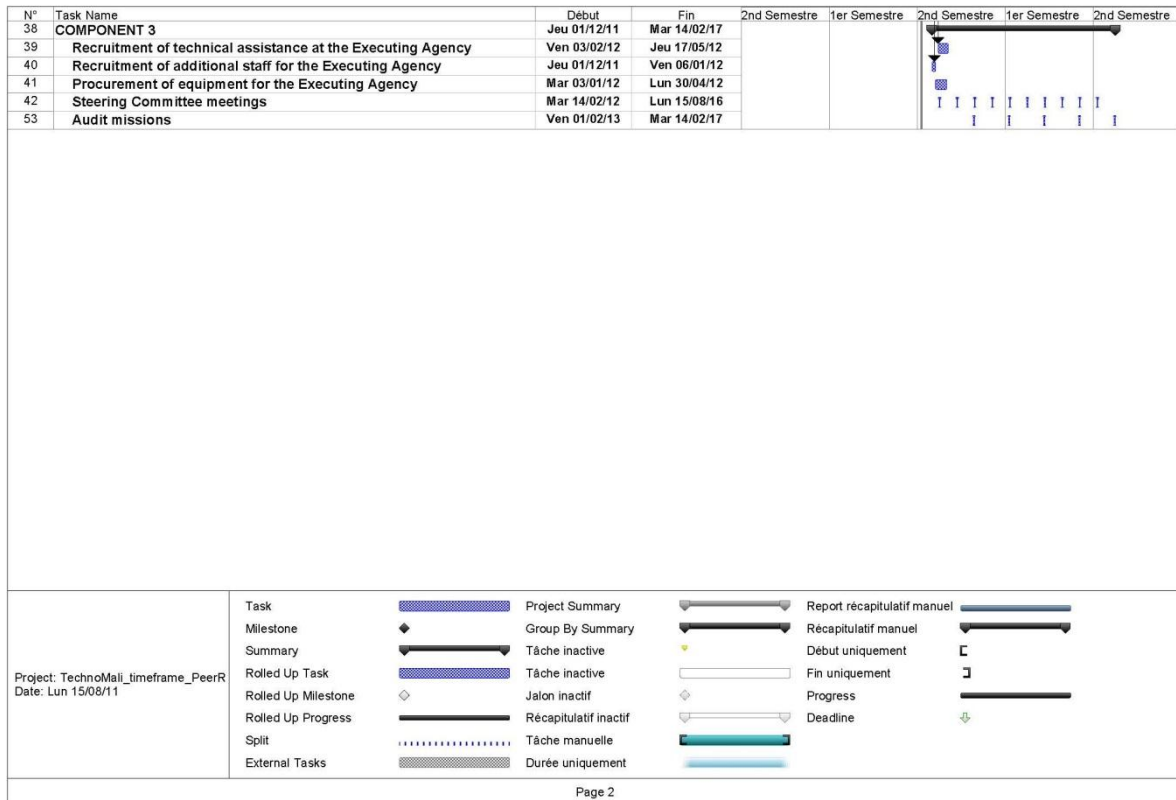 N° Task Name Début Fin 2nd Semestre 1er Semestre 2nd Semestre 1er Semestre 2nd Semestre
38 COMPONENT 3 Jeu 01/12/11 Mar 14/02/17
39 Recruitment of technical assistance at the Executing Agency Ven 03/02/12 Jeu 17/05/12
40 Recruitment of additional staff for the Executing Agency Jeu 01/12/11 Ven 06/01/12
41 Procurement of equipment for the Executing Agency Mar 03/01/12 Lun 30/04/12
42 Steering Committee meetings Mar 14/02/12 Lun 15/08/16
53 Audit missions Ven 01/02/13 Mar 14/02/17
Project: TechnoMali_timeframe_PeerR
Date: Lun 15/08/11
Task Project Summary Report récapitulatif manuel
Milestone Group By Summary Récapitulatif manuel
Summary Tâche inactive Début uniquement
Rolled Up Task Tâche inactive Fin uniquement
Rolled Up Milestone Jalon inactif Progress
Rolled Up Progress Récapitulatif inactif Deadline
Split Tâche manuelle
External Tasks Durée uniquement
Page 2